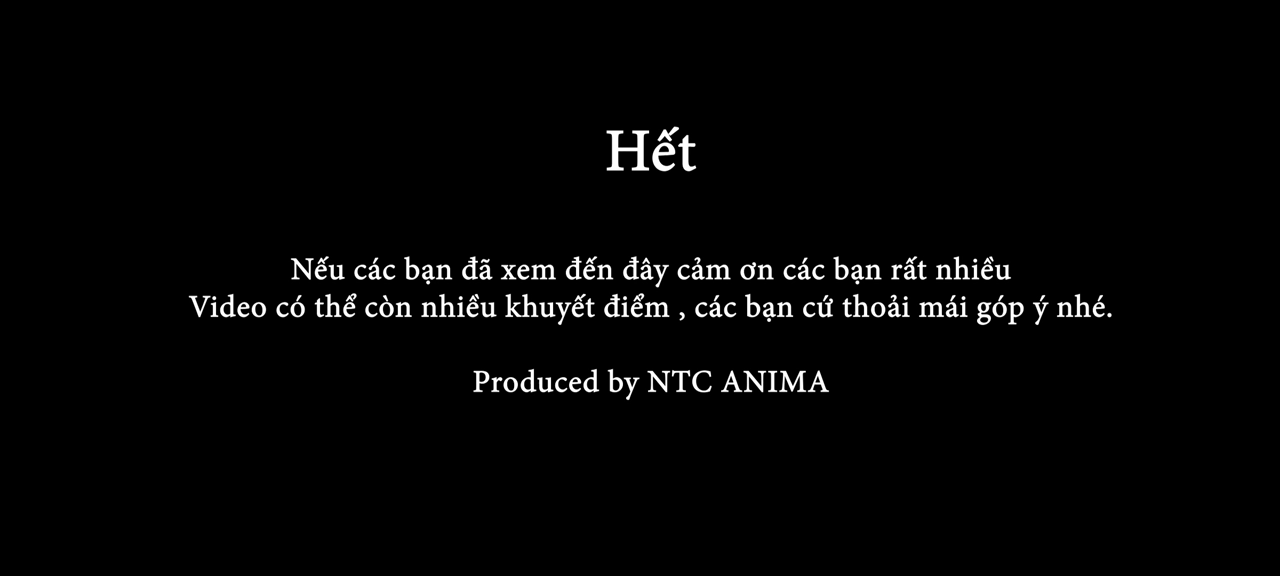 Hết
Nếu các bạn đã xem đến đây cảm ơn các bạn rất nhiều
Video có thể còn nhiều khuyết điểm , các bạn cứ thoải mái góp ý nhé.
Produced by NTC ANIMA